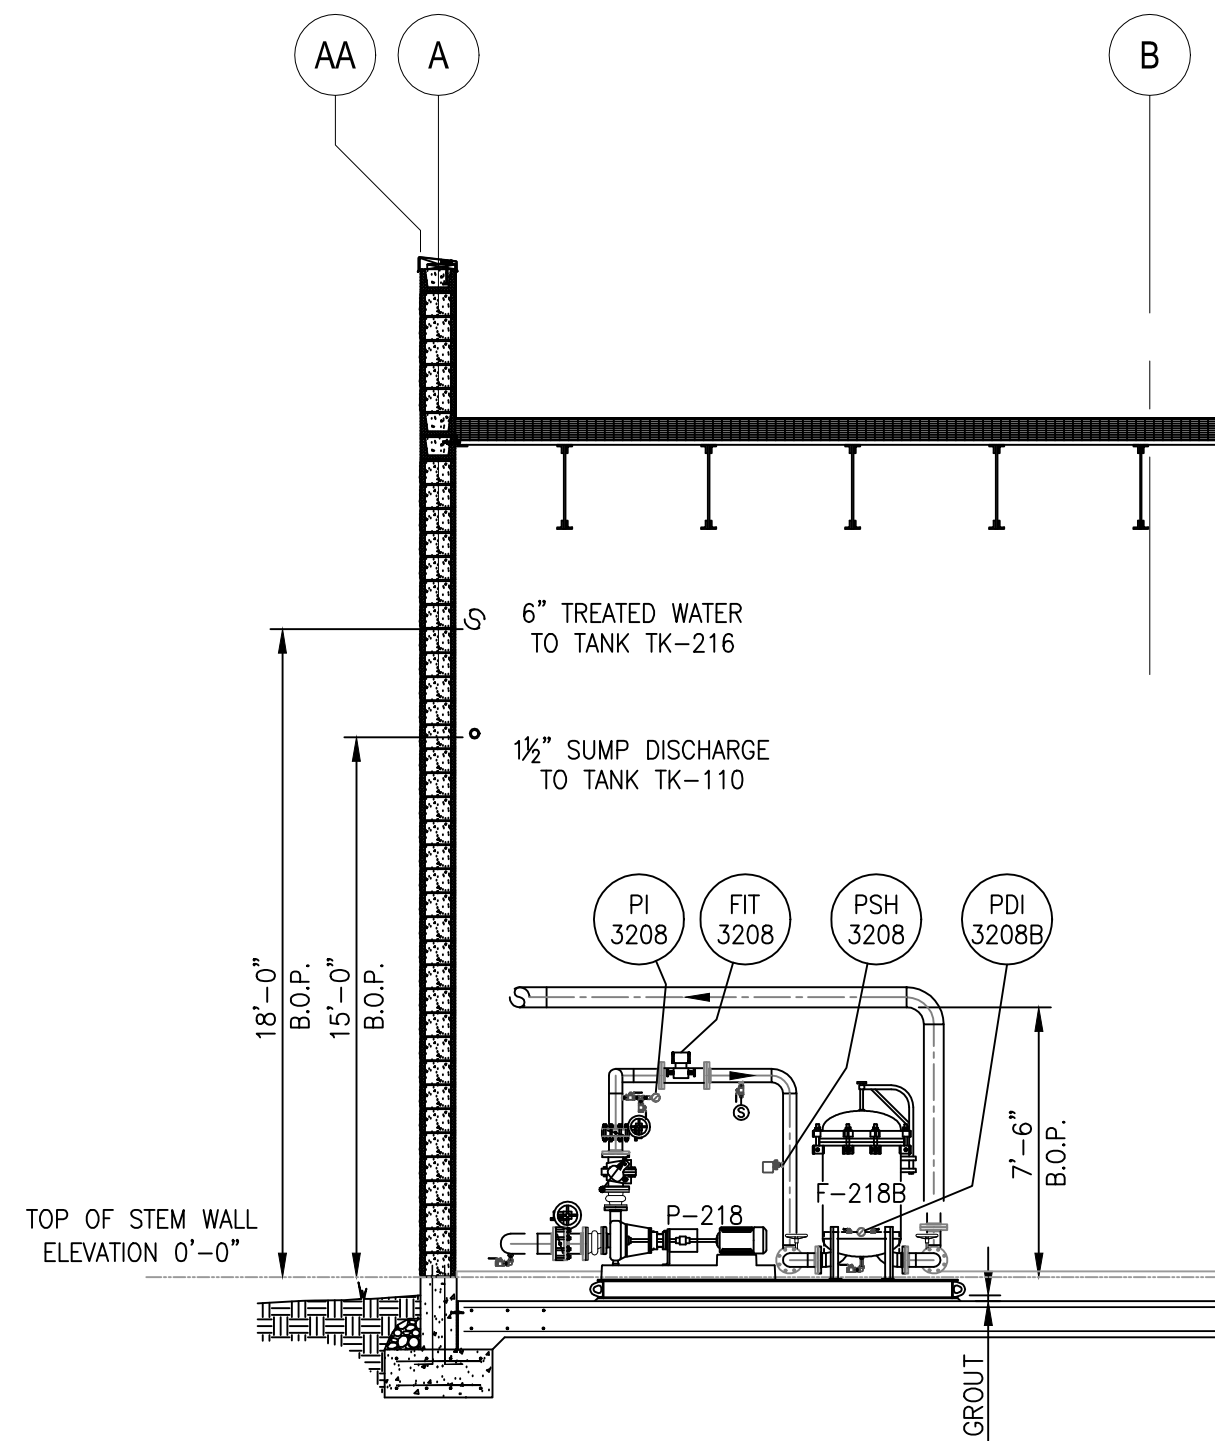 AA
A
B
6” TREATED WATER
TO TANK TK-216
1½” SUMP DISCHARGE
TO TANK TK-110
PI
3208
FIT
3208
PSH
3208
PDI
3208B
18'-0”
B.O.P.
15'-0”
B.O.P.
7'-6”
B.O.P.
S
F-218B
P-218
TOP OF STEM WALL
ELEVATION 0'-0”
GROUT